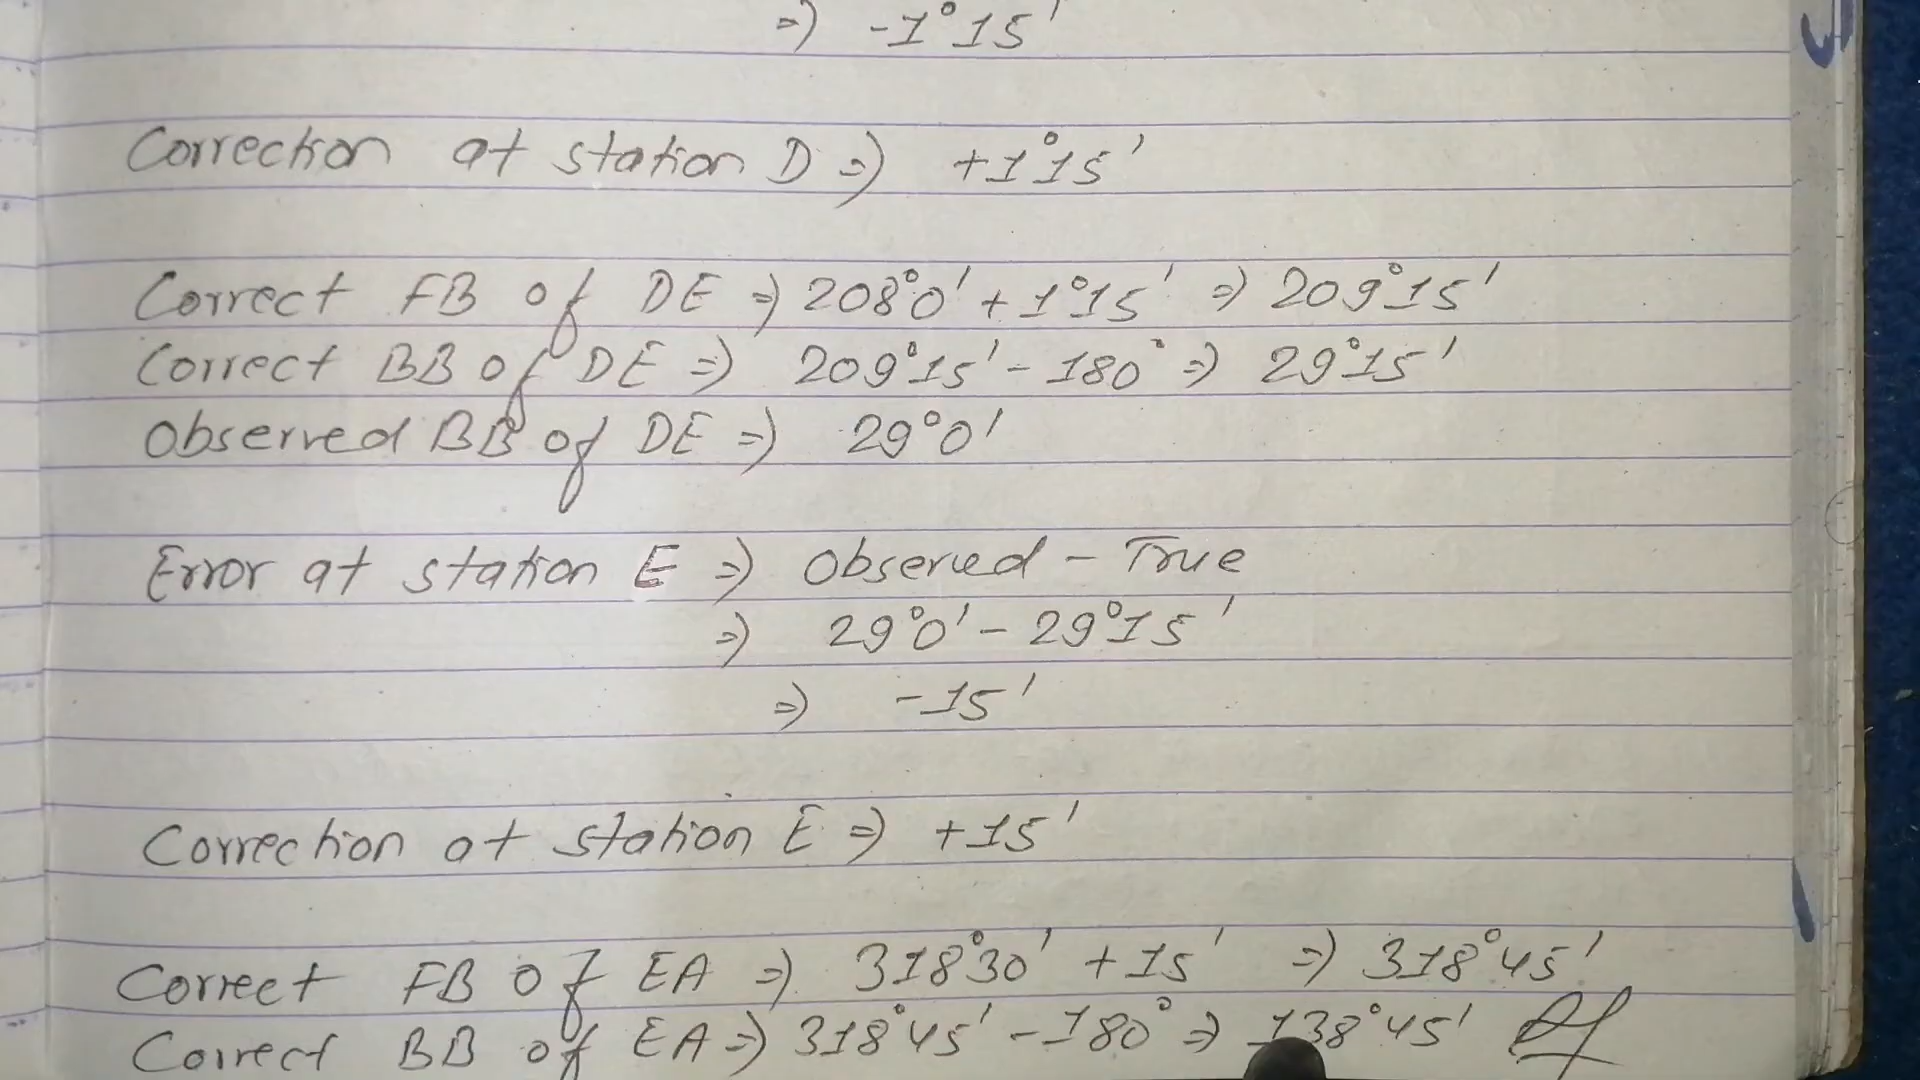 =) -1°15'
Correction at station D =) +1°15'
Correct FB of DE =) 208°0' + 1°15' =) 209°15'
Correct BB of DE =) 209°15' - 180° =) 29°15'
Observed BB of DE =) 29°0'
Error at station E =) Observed - True
=) 29°0' - 29°15'
=) -15'
Correction at station E =) +15'
Correct FB of EA =) 318°30' + 15' =) 318°45'
Correct BB of EA =) 318°45' - 180° =) 138°45'